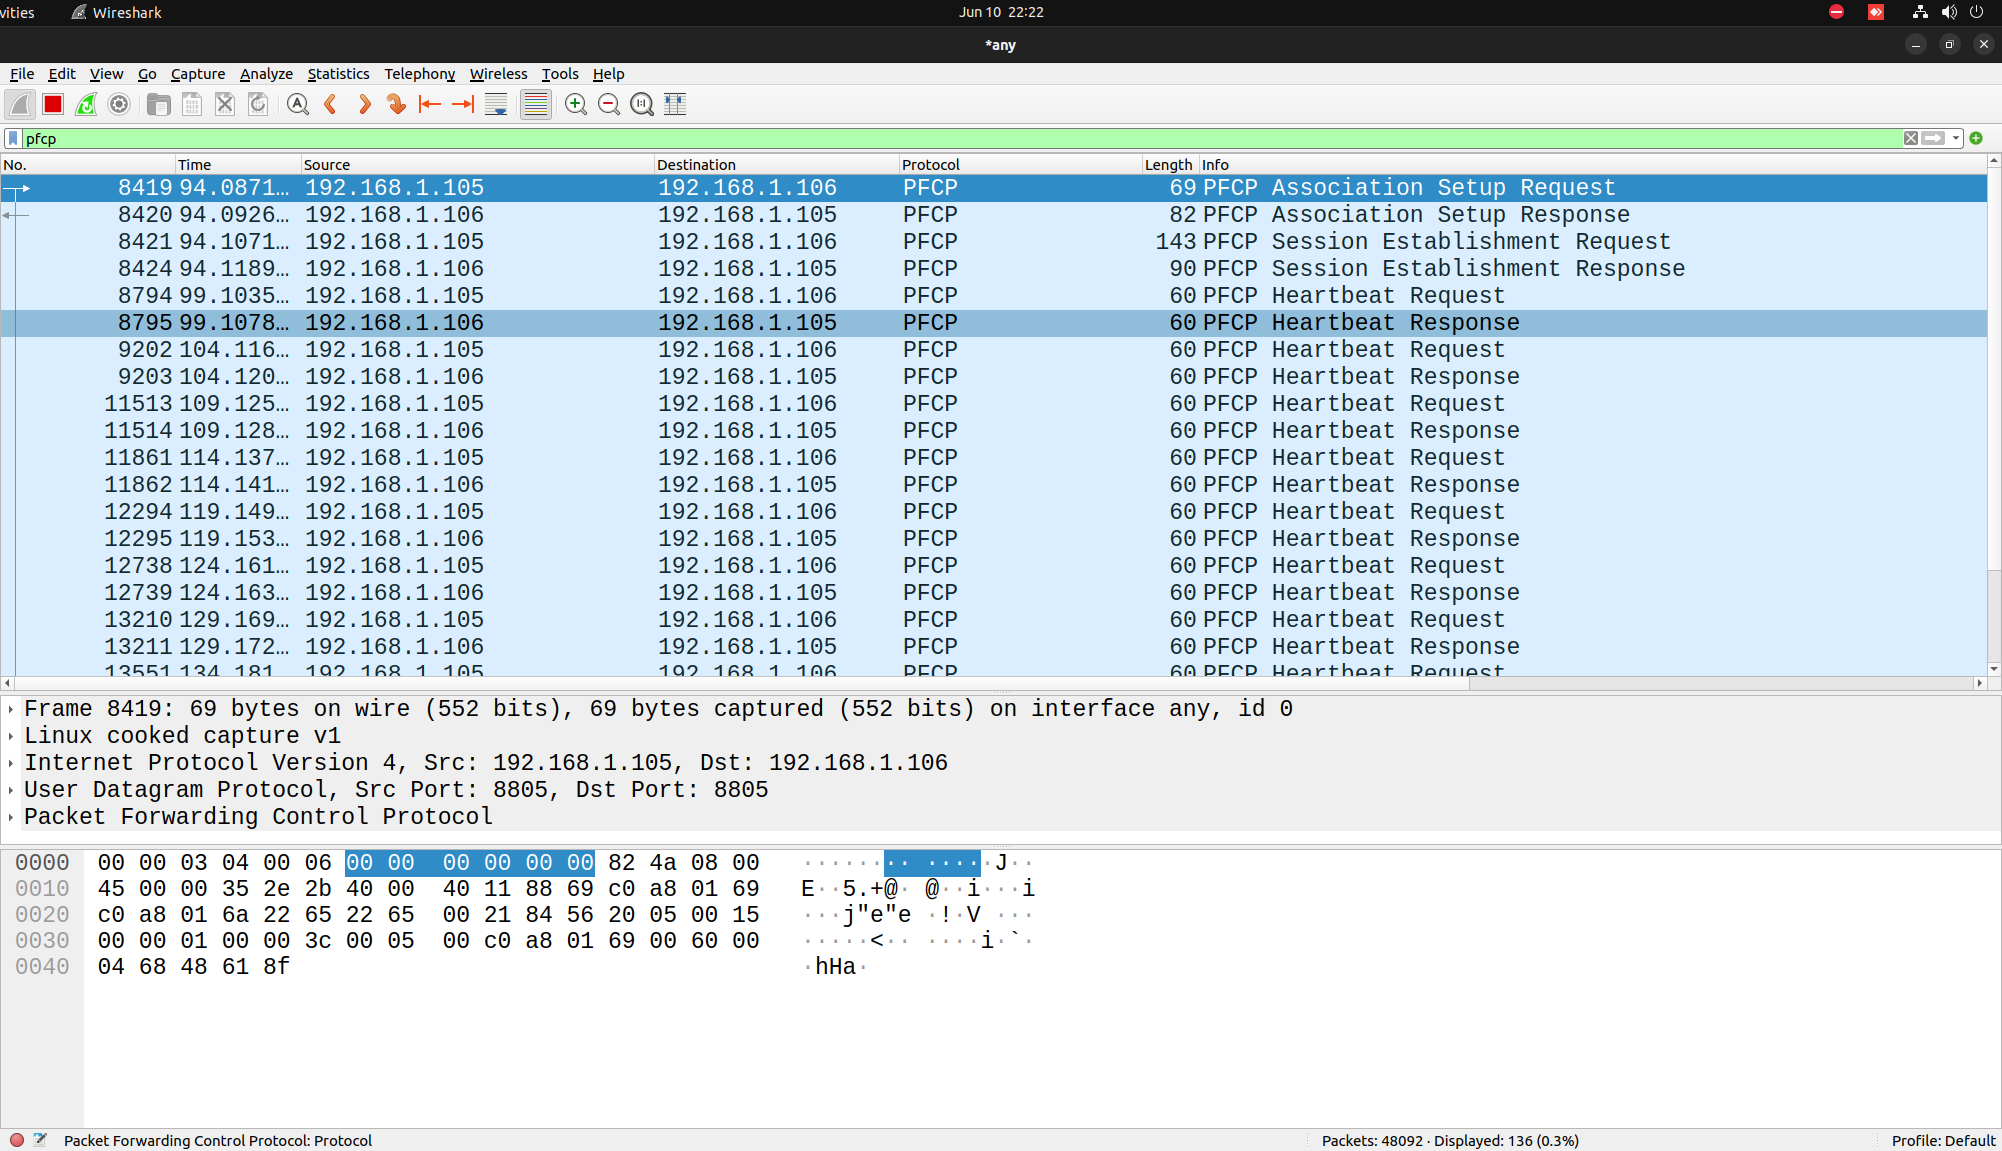 vities Wireshark Jun 10 22:22
*any
File Edit View Go Capture Analyze Statistics Telephony Wireless Tools Help
pfcp
No. Time Source Destination Protocol Length Info
8419 94.0871… 192.168.1.105 192.168.1.106 PFCP 69 PFCP Association Setup Request
8420 94.0926… 192.168.1.106 192.168.1.105 PFCP 82 PFCP Association Setup Response
8421 94.1071… 192.168.1.105 192.168.1.106 PFCP 143 PFCP Session Establishment Request
8424 94.1189… 192.168.1.106 192.168.1.105 PFCP 90 PFCP Session Establishment Response
8794 99.1035… 192.168.1.105 192.168.1.106 PFCP 60 PFCP Heartbeat Request
8795 99.1078… 192.168.1.106 192.168.1.105 PFCP 60 PFCP Heartbeat Response
9202 104.116… 192.168.1.105 192.168.1.106 PFCP 60 PFCP Heartbeat Request
9203 104.120… 192.168.1.106 192.168.1.105 PFCP 60 PFCP Heartbeat Response
11513 109.125… 192.168.1.105 192.168.1.106 PFCP 60 PFCP Heartbeat Request
11514 109.128… 192.168.1.106 192.168.1.105 PFCP 60 PFCP Heartbeat Response
11861 114.137… 192.168.1.105 192.168.1.106 PFCP 60 PFCP Heartbeat Request
11862 114.141… 192.168.1.106 192.168.1.105 PFCP 60 PFCP Heartbeat Response
12294 119.149… 192.168.1.105 192.168.1.106 PFCP 60 PFCP Heartbeat Request
12295 119.153… 192.168.1.106 192.168.1.105 PFCP 60 PFCP Heartbeat Response
12738 124.161… 192.168.1.105 192.168.1.106 PFCP 60 PFCP Heartbeat Request
12739 124.163… 192.168.1.106 192.168.1.105 PFCP 60 PFCP Heartbeat Response
13210 129.169… 192.168.1.105 192.168.1.106 PFCP 60 PFCP Heartbeat Request
13211 129.172… 192.168.1.106 192.168.1.105 PFCP 60 PFCP Heartbeat Response
13551 134.181… 192.168.1.105 192.168.1.106 PFCP 60 PFCP Heartbeat Request
Frame 8419: 69 bytes on wire (552 bits), 69 bytes captured (552 bits) on interface any, id 0
Linux cooked capture v1
Internet Protocol Version 4, Src: 192.168.1.105, Dst: 192.168.1.106
User Datagram Protocol, Src Port: 8805, Dst Port: 8805
Packet Forwarding Control Protocol
0000 00 00 03 04 00 06 00 00 00 00 00 00 82 4a 08 00 ········ ·····J··
0010 45 00 00 35 2e 2b 40 00 40 11 88 69 c0 a8 01 69 E··5.+@· @··i···i
0020 c0 a8 01 6a 22 65 22 65 00 21 84 56 20 05 00 15 ···j"e"e ·!·V ···
0030 00 00 01 00 00 3c 00 05 00 c0 a8 01 69 00 60 00 ·····<·· ····i·`·
0040 04 68 48 61 8f ·hHa·
Packet Forwarding Control Protocol: Protocol Packets: 48092 · Displayed: 136 (0.3%) Profile: Default